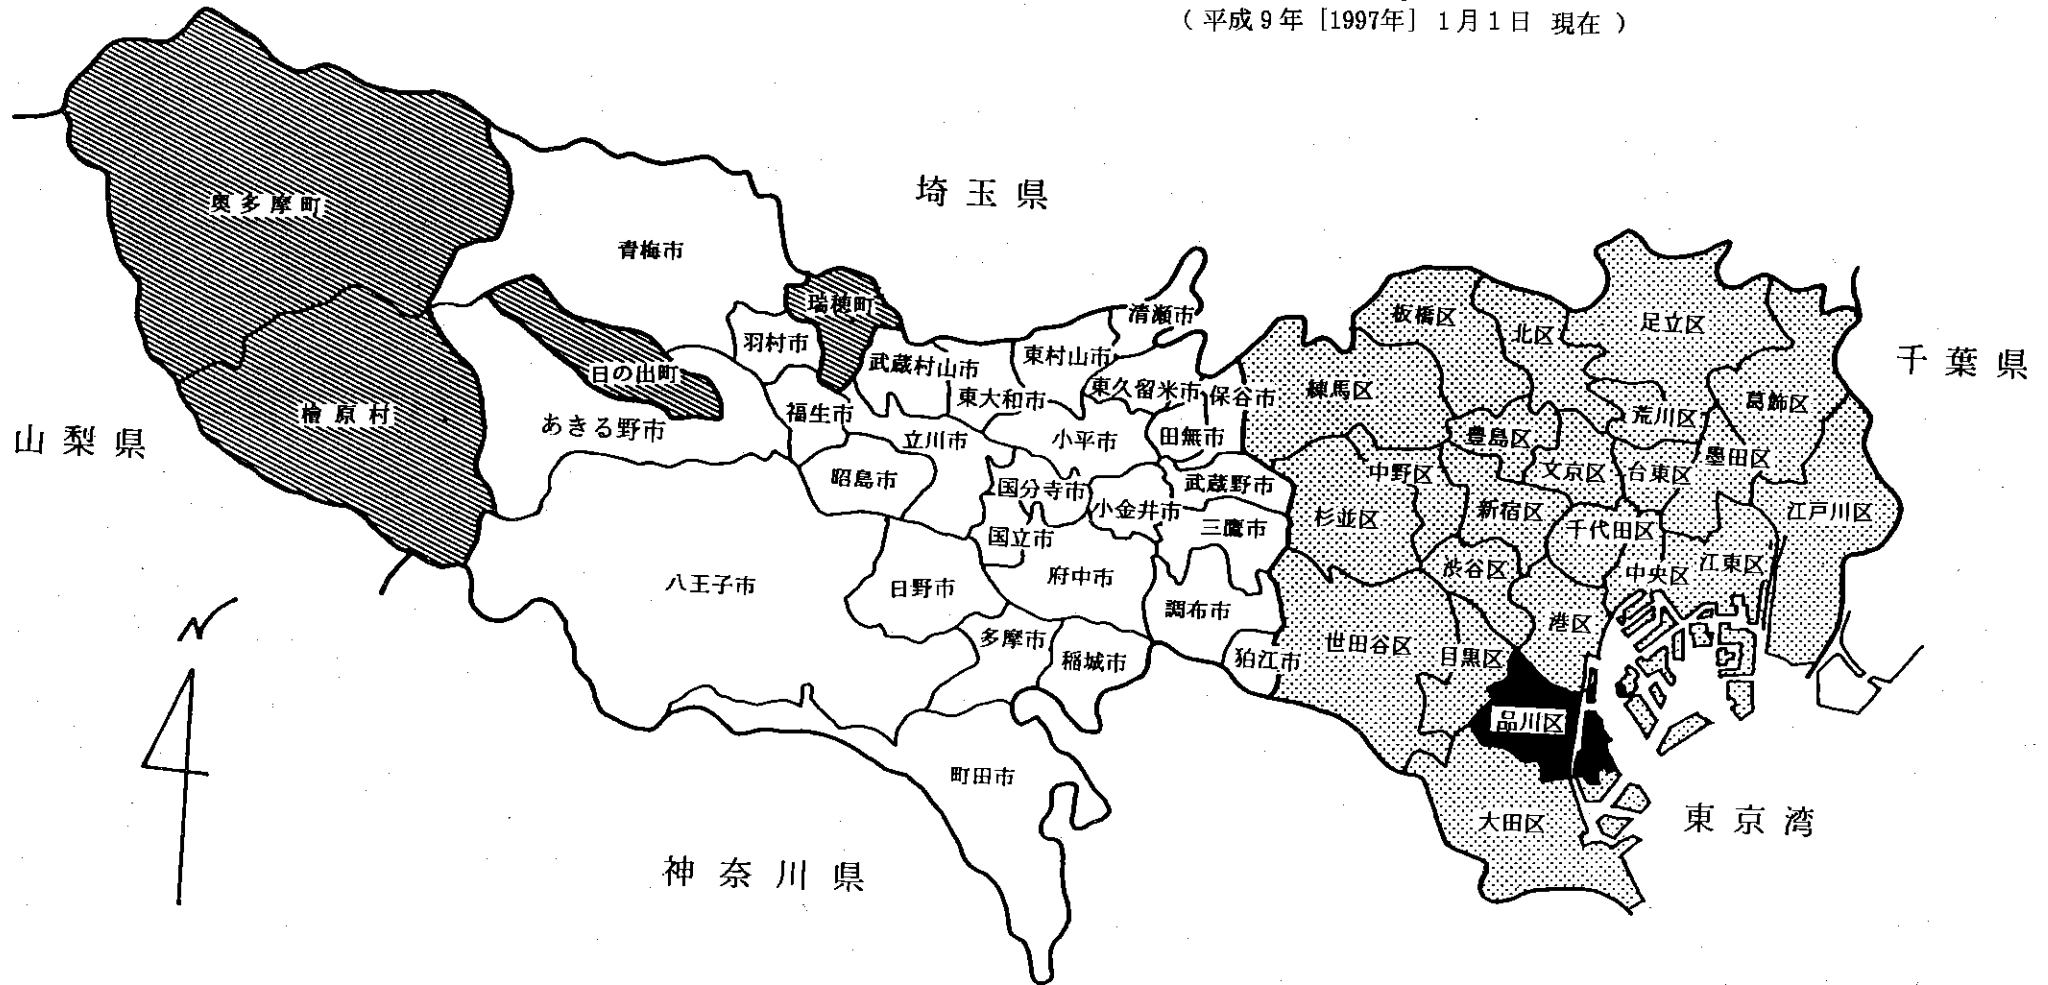 ( 平成9年 [1997年] 1月1日 現在 )
埼玉県
奥多摩町
青梅市
瑞穂町
清瀬市
板橋区
北区
足立区
羽村市
武蔵村山市
東村山市
千葉県
日の出町
東大和市
東久留米市
保谷市
練馬区
荒川区
葛飾区
檜原村
山梨県
あきる野市
福生市
立川市
小平市
田無市
豊島区
昭島市
国分寺市
武蔵野市
中野区
文京区
台東区
墨田区
小金井市
三鷹市
杉並区
新宿区
千代田区
江戸川区
国立市
八王子市
日野市
府中市
渋谷区
中央区
江東区
調布市
多摩市
稲城市
狛江市
世田谷区
目黒区
港区
N
品川区
町田市
大田区
東京湾
神奈川県